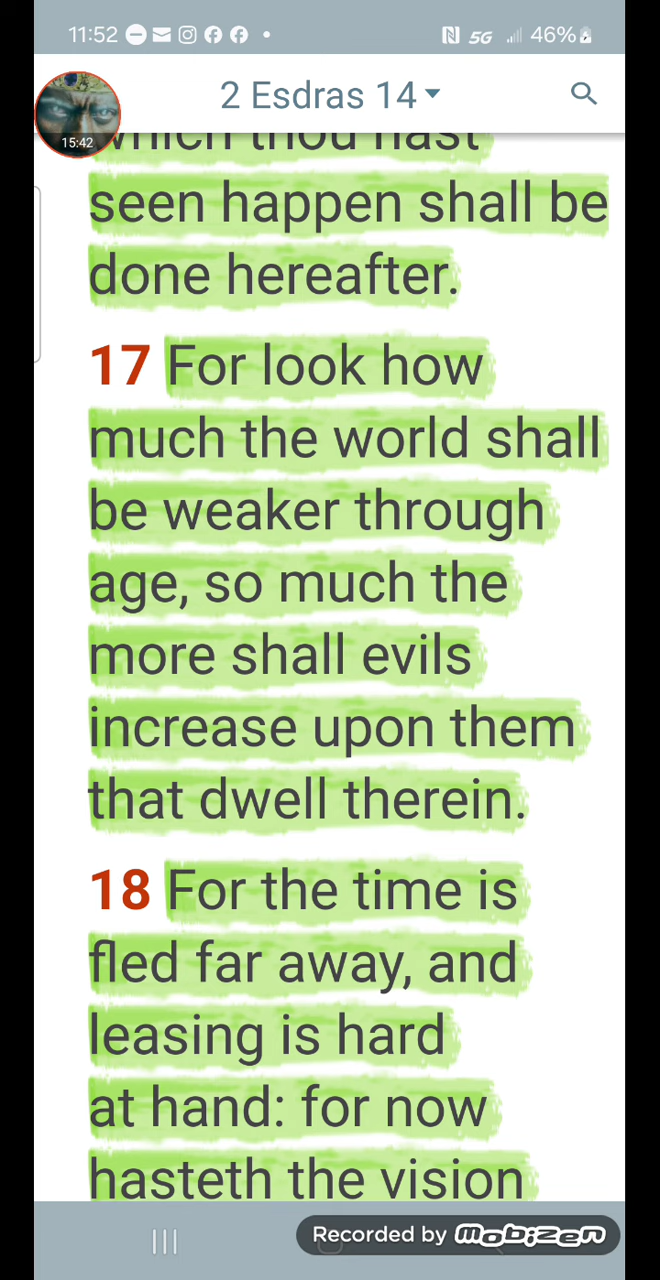 11:52
5G 46%
2 Esdras 14
15:42
which thou hast
seen happen shall be
done hereafter.
17 For look how
much the world shall
be weaker through
age, so much the
more shall evils
increase upon them
that dwell therein.
18 For the time is
fled far away, and
leasing is hard
at hand: for now
hasteth the vision
Recorded by mobizen